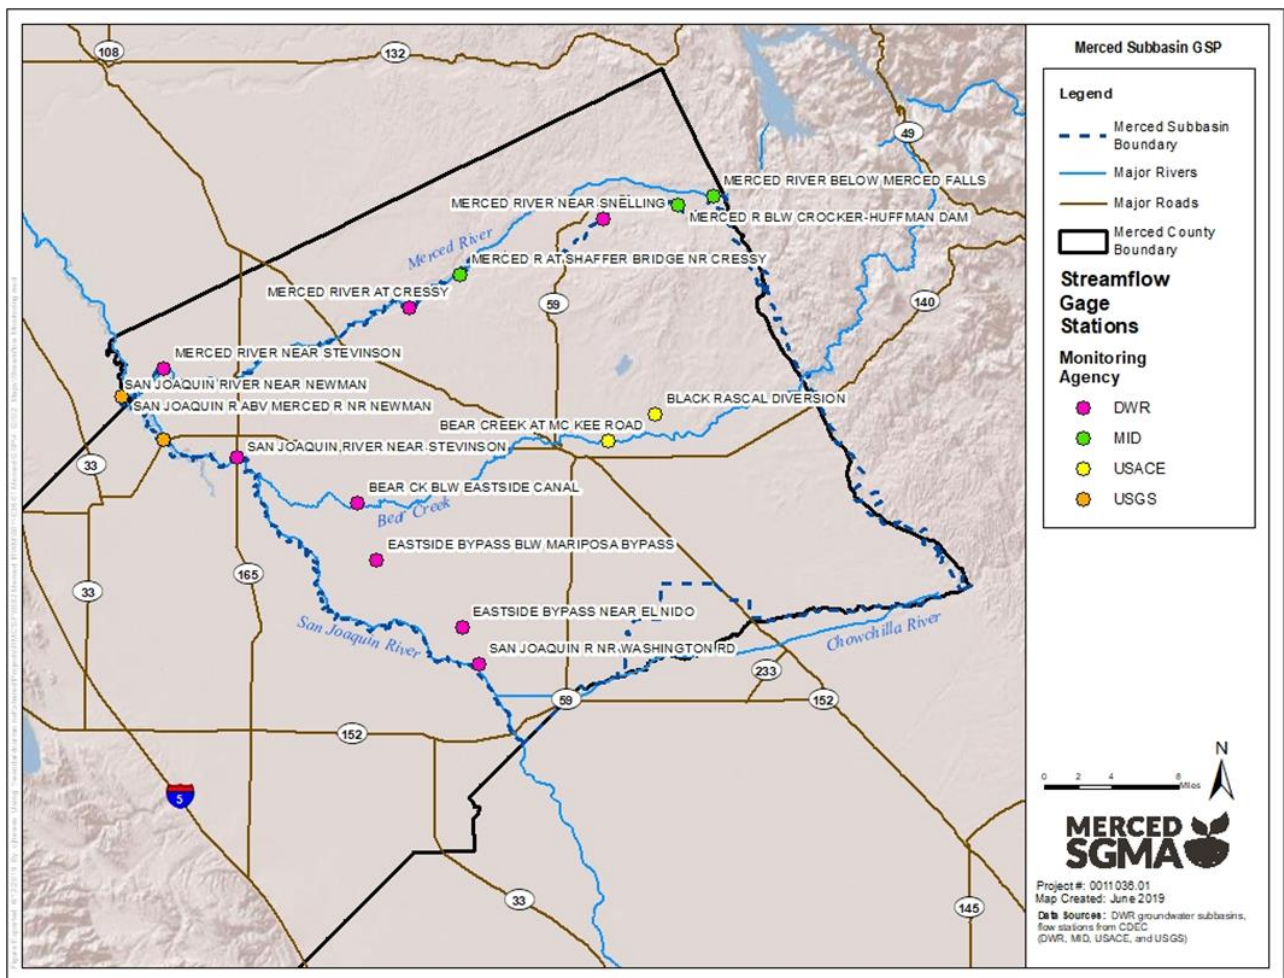 Merced Subbasin GSP
Legend
Merced Subbasin
Boundary
Major Rivers
Major Roads
Merced County
Boundary
Streamflow
Gage
Stations
Monitoring
Agency
DWR
MID
USACE
USGS
108
132
49
MERCED RIVER BELOW MERCED FALLS
MERCED RIVER NEAR SNELLING
MERCED R BLW CROCKER-HUFFMAN DAM
Merced River
MERCED R AT SHAFFER BRIDGE NR CRESSY
MERCED RIVER AT CRESSY
59
140
MERCED RIVER NEAR STEVINSON
SAN JOAQUIN RIVER NEAR NEWMAN
SAN JOAQUIN R ABV MERCED R NR NEWMAN
BLACK RASCAL DIVERSION
BEAR CREEK AT MC KEE ROAD
SAN JOAQUIN RIVER NEAR STEVINSON
33
BEAR CK BLW EASTSIDE CANAL
Bear Creek
EASTSIDE BYPASS BLW MARIPOSA BYPASS
165
33
EASTSIDE BYPASS NEAR EL NIDO
San Joaquin River
SAN JOAQUIN R NR WASHINGTON RD
Chowchilla River
233
59
152
152
5
33
145
N
0 2 4 8
Miles
MERCED
SGMA
Project #: 0011036.01
Map Created: June 2019
Data Sources: DWR groundwater subbasins,
flow stations from CDEC
(DWR, MID, USACE, and USGS)